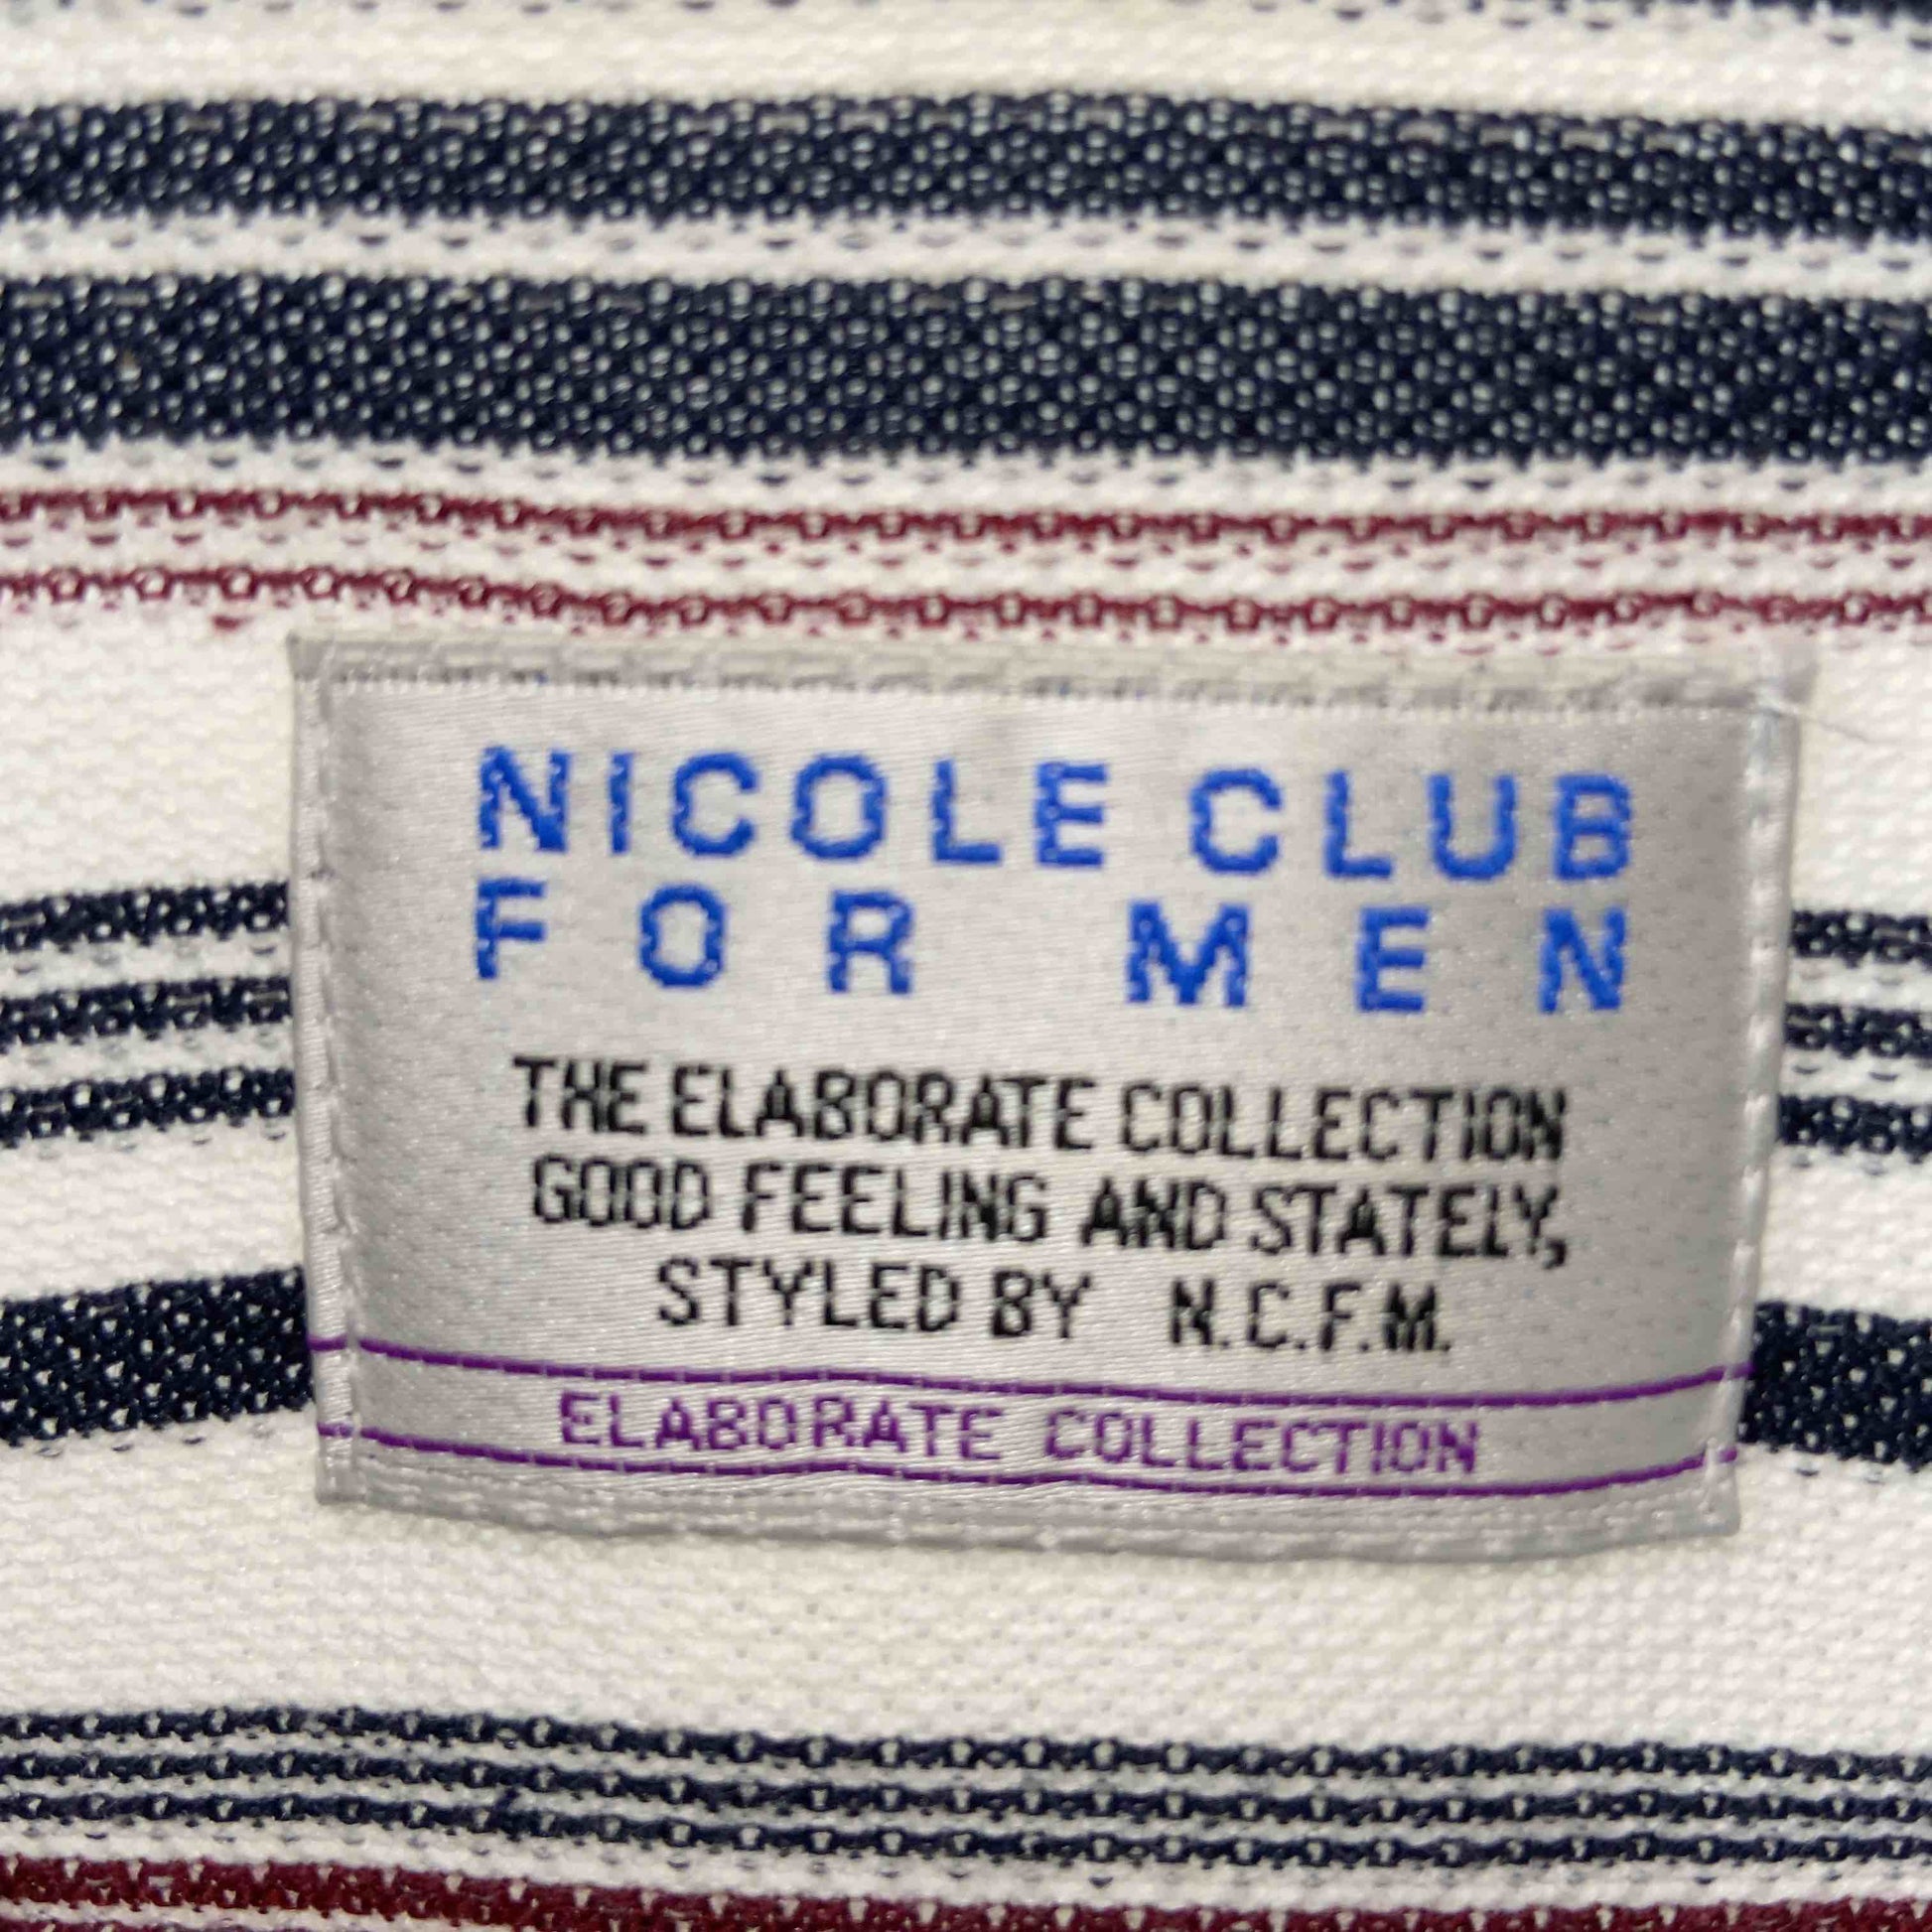 NICOLE CLUB
FOR MEN
THE ELABORATE COLLECTION
GOOD FEELING AND STATELY,
STYLED BY N.C.F.M.
ELABORATE COLLECTION